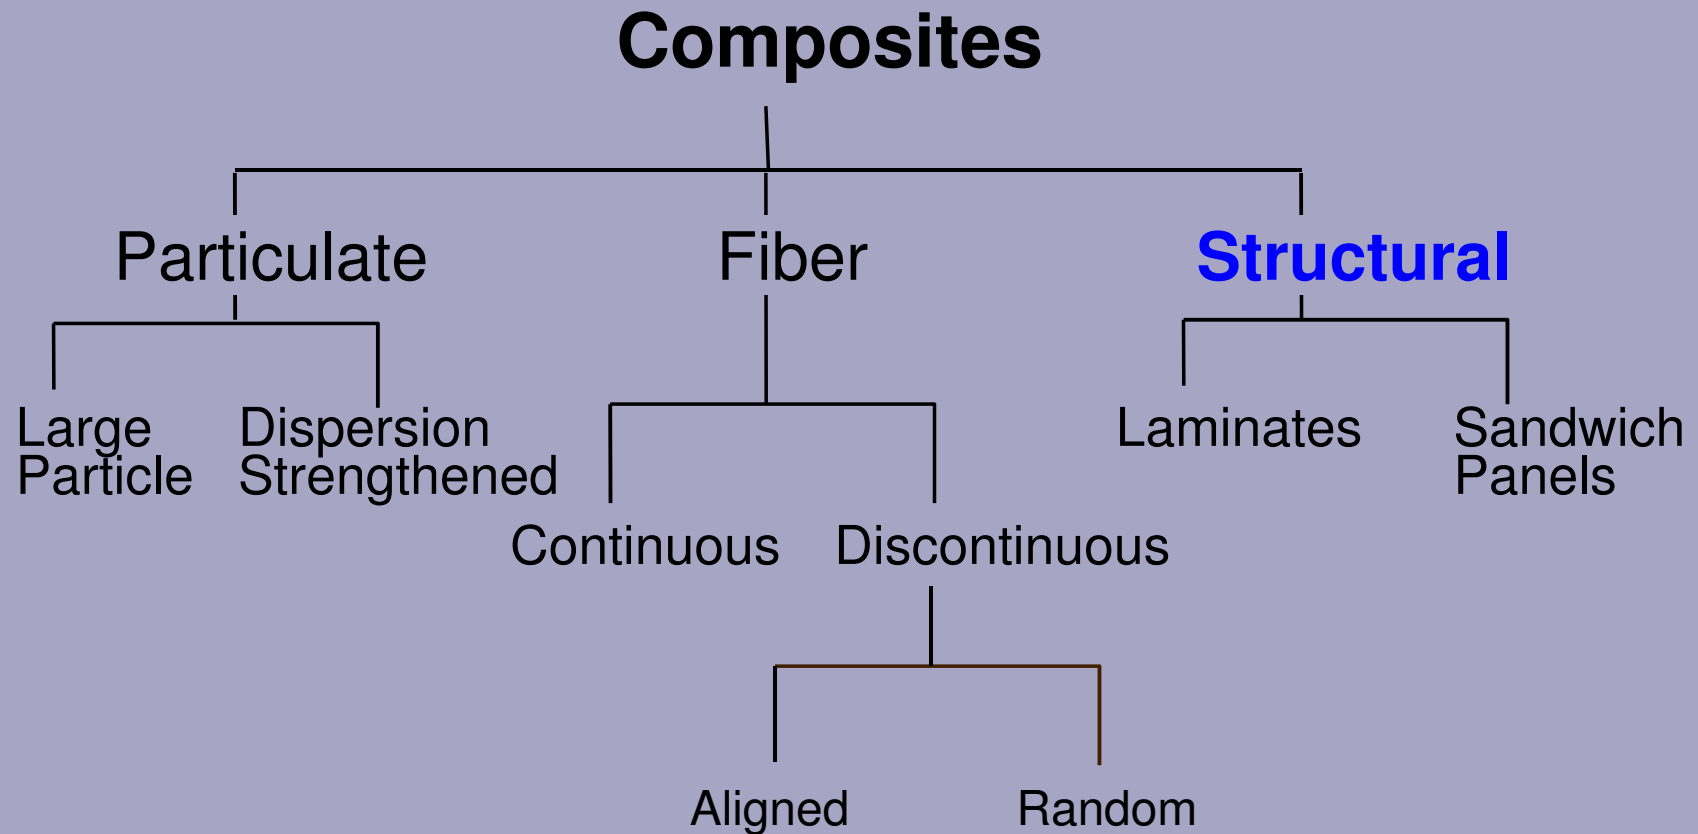 Composites
Particulate
Fiber
Structural
Large
Particle
Dispersion
Strengthened
Laminates
Sandwich
Panels
Continuous
Discontinuous
Aligned
Random